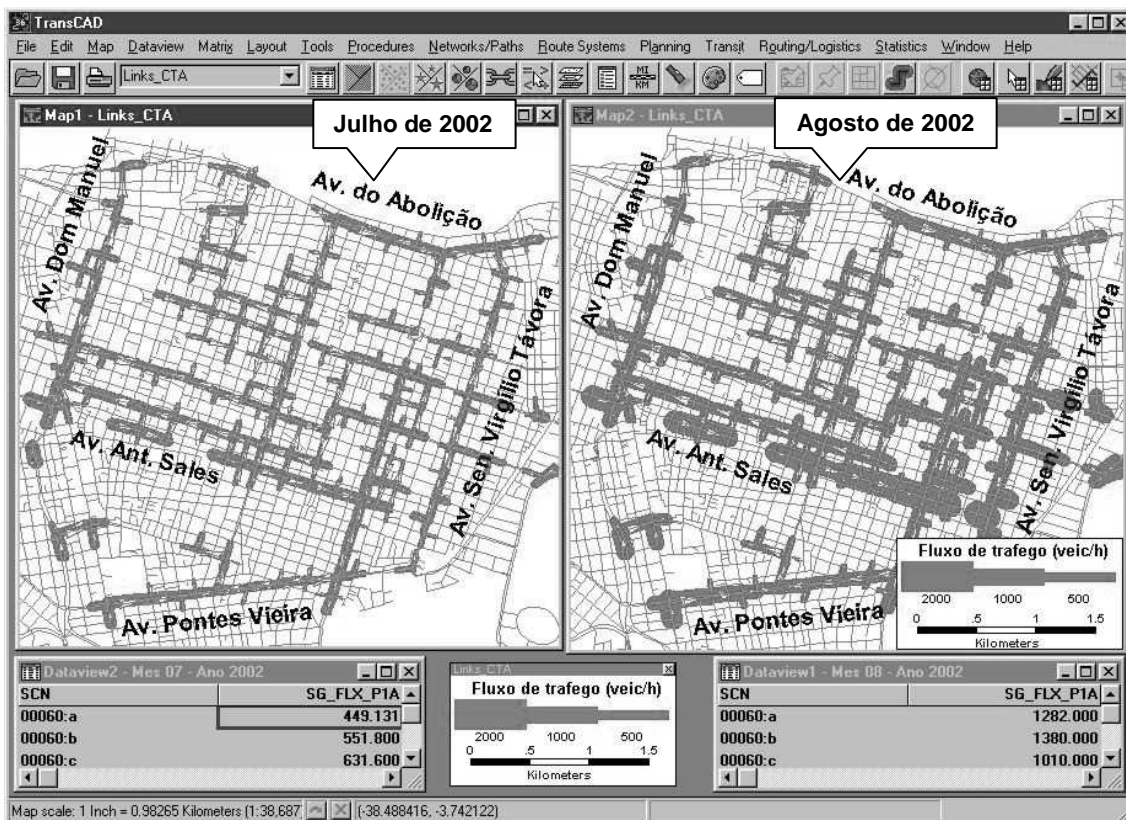 TransCAD
File Edit Map Dataview Matrix Layout Tools Procedures Networks/Paths Route Systems Planning Transit Routing/Logistics Statistics Window Help
Links_CTA
MI
KM
Map1 - Links_CTA
Julho de 2002
Av. Dom Manuel
Av. do Abolição
Av. Sen. Virgílio Távora
Av. Ant. Sales
Av. Pontes Vieira
Map2 - Links_CTA
Agosto de 2002
Av. Dom Manuel
Av. do Abolição
Av. Sen. Virgílio Távora
Av. Ant. Sales
Av. Pontes Vieira
Fluxo de trafego (veic/h)
2000 1000 500
0 .5 1 1.5
Kilometers
Dataview2 - Mes 07 - Ano 2002
SCN SG_FLX_P1A
00060:a 449.131
00060:b 551.800
00060:c 631.600
Links_CTA
Fluxo de trafego (veic/h)
2000 1000 500
0 .5 1 1.5
Kilometers
Dataview1 - Mes 08 - Ano 2002
SCN SG_FLX_P1A
00060:a 1282.000
00060:b 1380.000
00060:c 1010.000
Map scale: 1 Inch = 0.98265 Kilometers (1:38,687 (-38.488416, -3.742122)